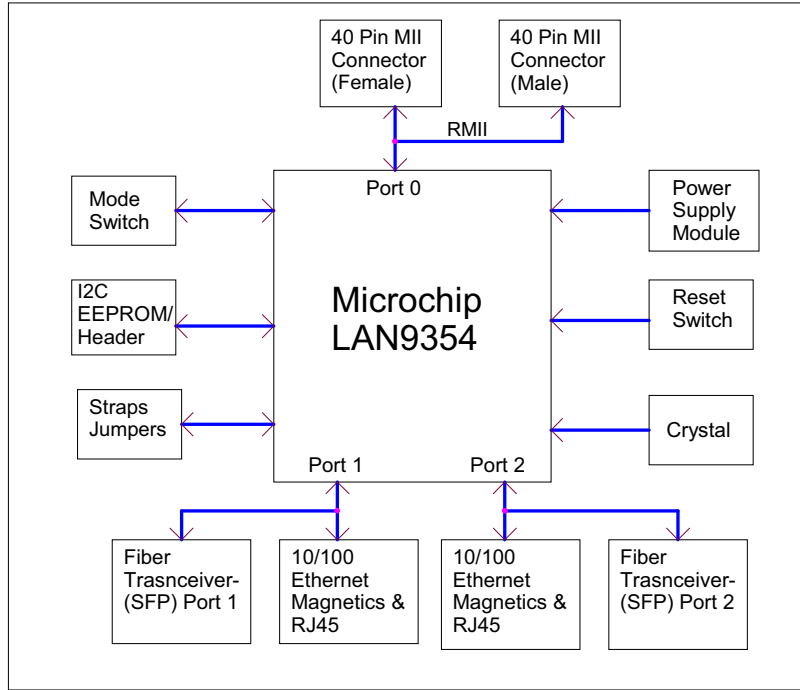 40 Pin MII
Connector
(Female)
40 Pin MII
Connector
(Male)
RMII
Port 0
Mode
Switch
Power
Supply
Module
I2C
EEPROM/
Header
Microchip
LAN9354
Reset
Switch
Straps
Jumpers
Crystal
Port 1
Port 2
Fiber
Trasnceiver-
(SFP) Port 1
10/100
Ethernet
Magnetics &
RJ45
10/100
Ethernet
Magnetics &
RJ45
Fiber
Trasnceiver-
(SFP) Port 2